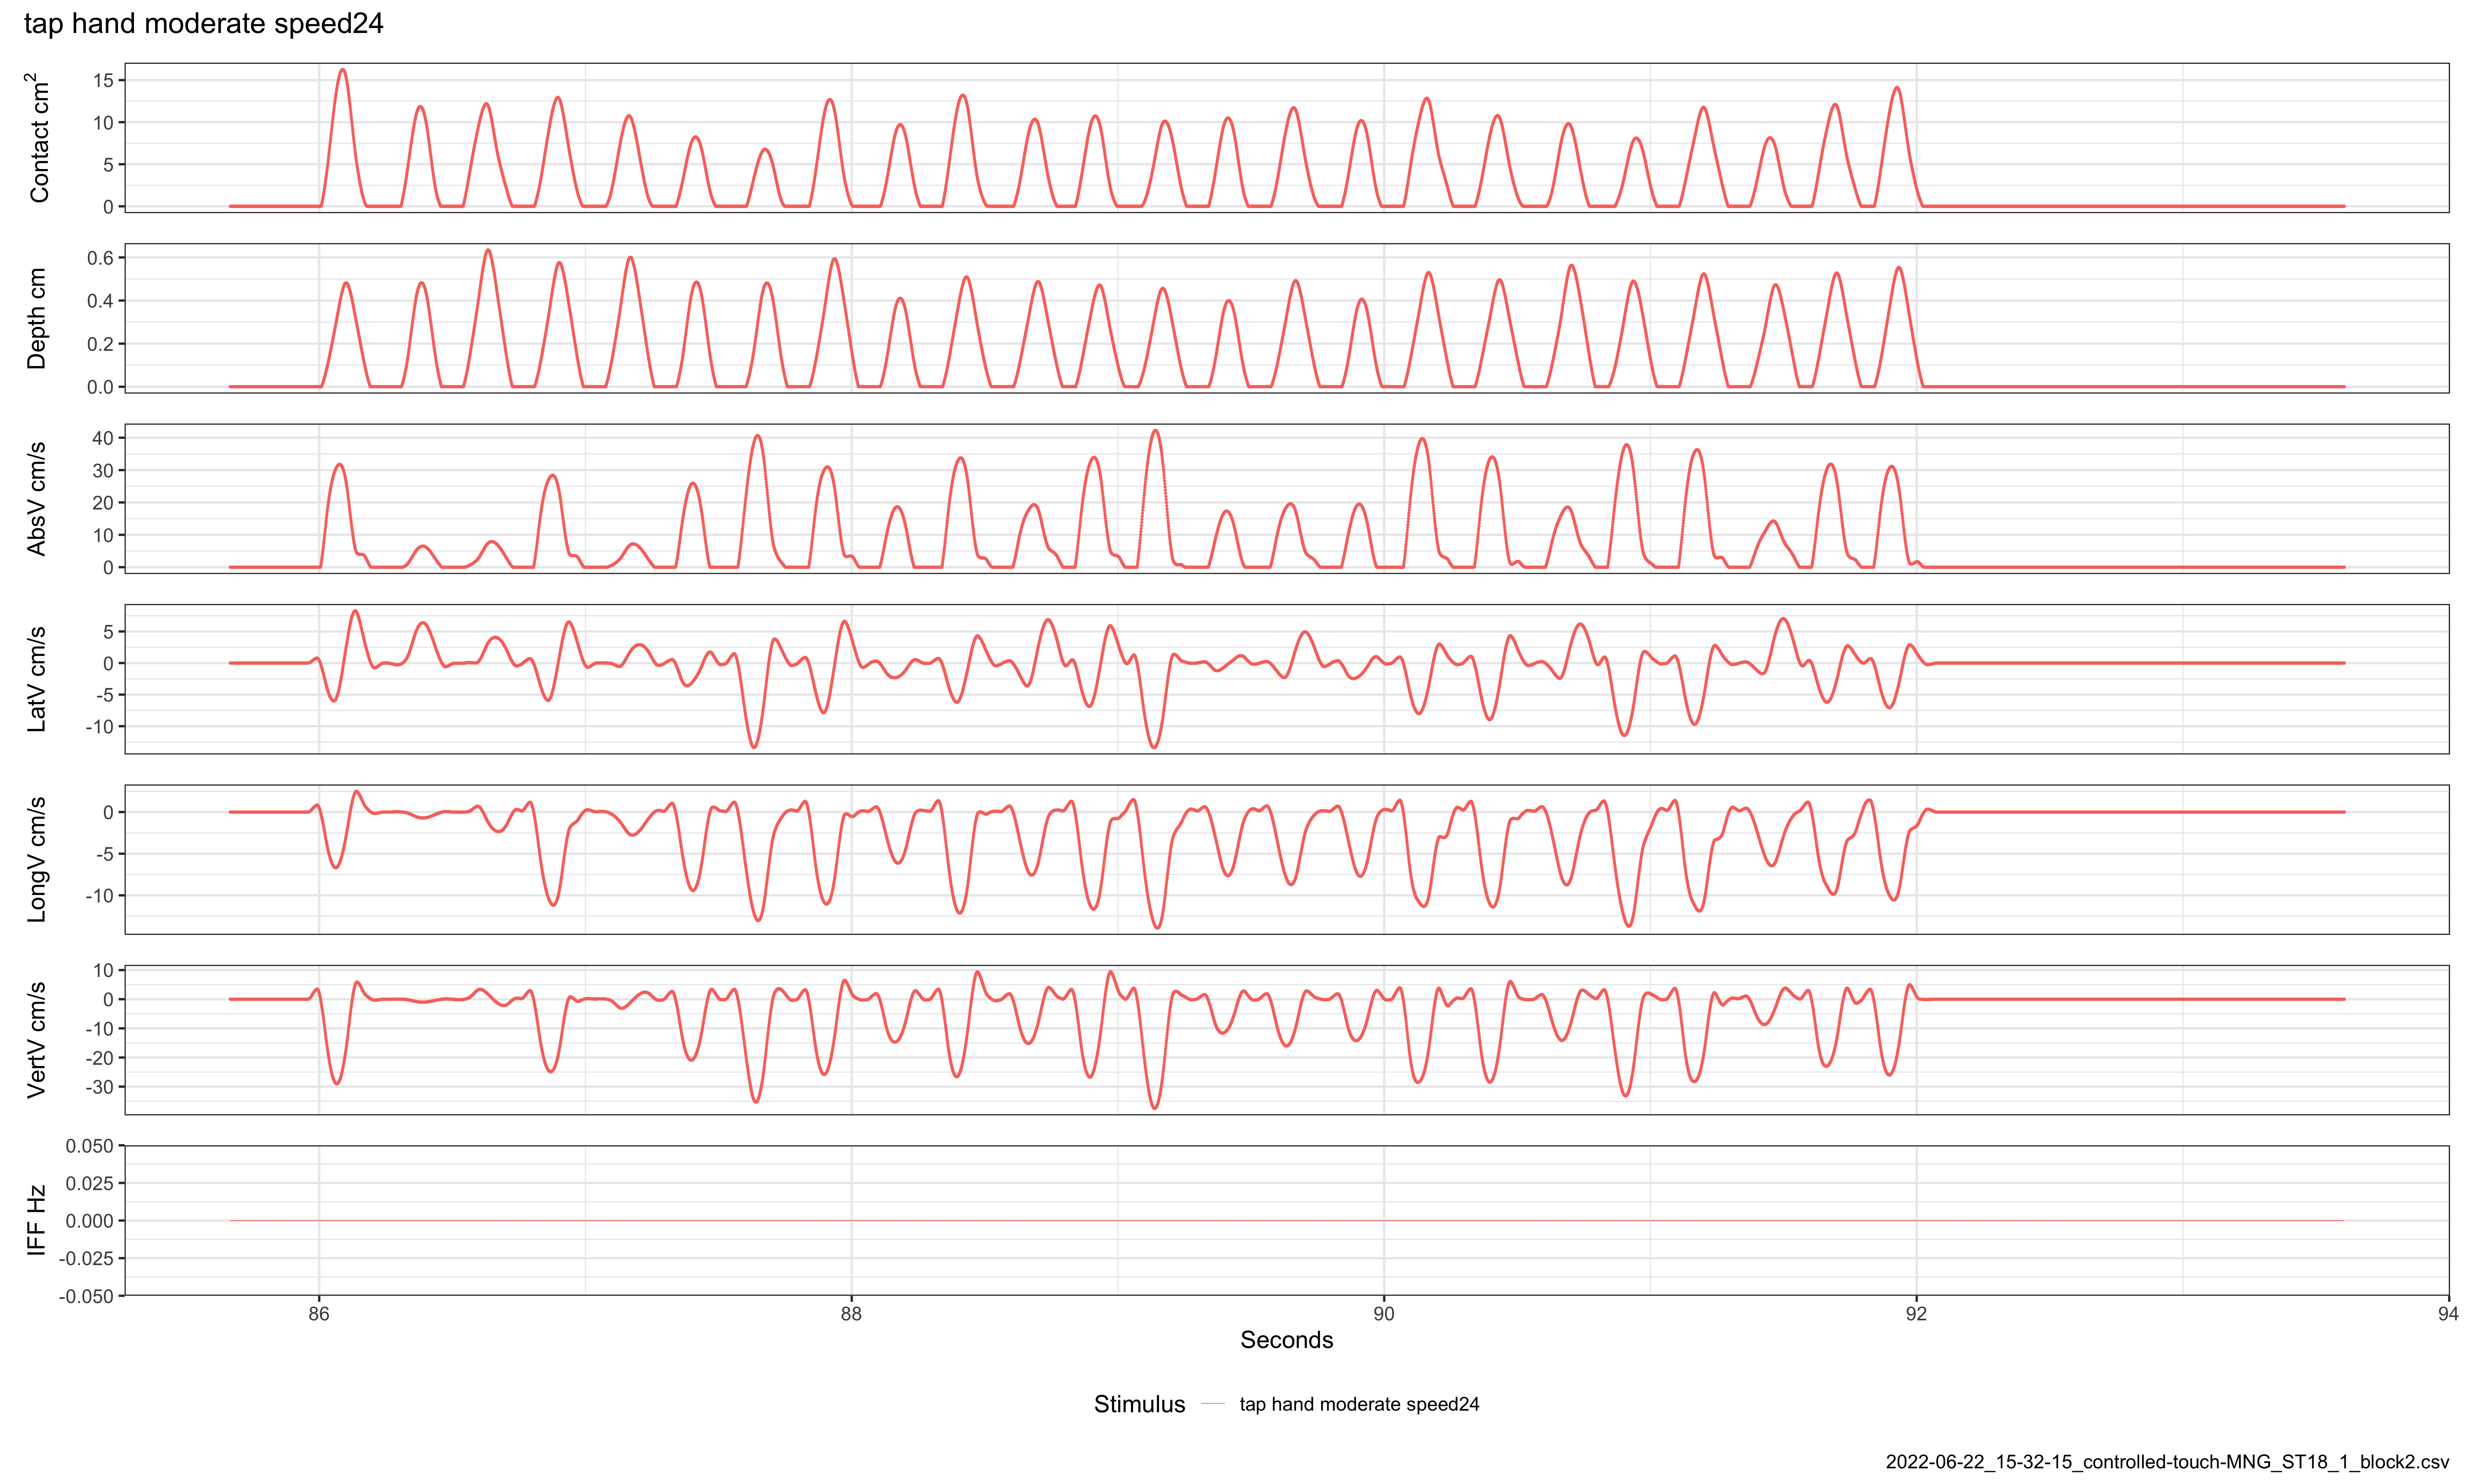 tap hand moderate speed24
Contact cm²
15
10
5
0
Depth cm
0.6
0.4
0.2
0.0
AbsV cm/s
40
30
20
10
0
LatV cm/s
5
0
-5
-10
LongV cm/s
0
-5
-10
VertV cm/s
10
0
-10
-20
-30
IFF Hz
0.050
0.025
0.000
-0.025
-0.050
86 88 90 92 94
Seconds
Stimulus tap hand moderate speed24
2022-06-22_15-32-15_controlled-touch-MNG_ST18_1_block2.csv